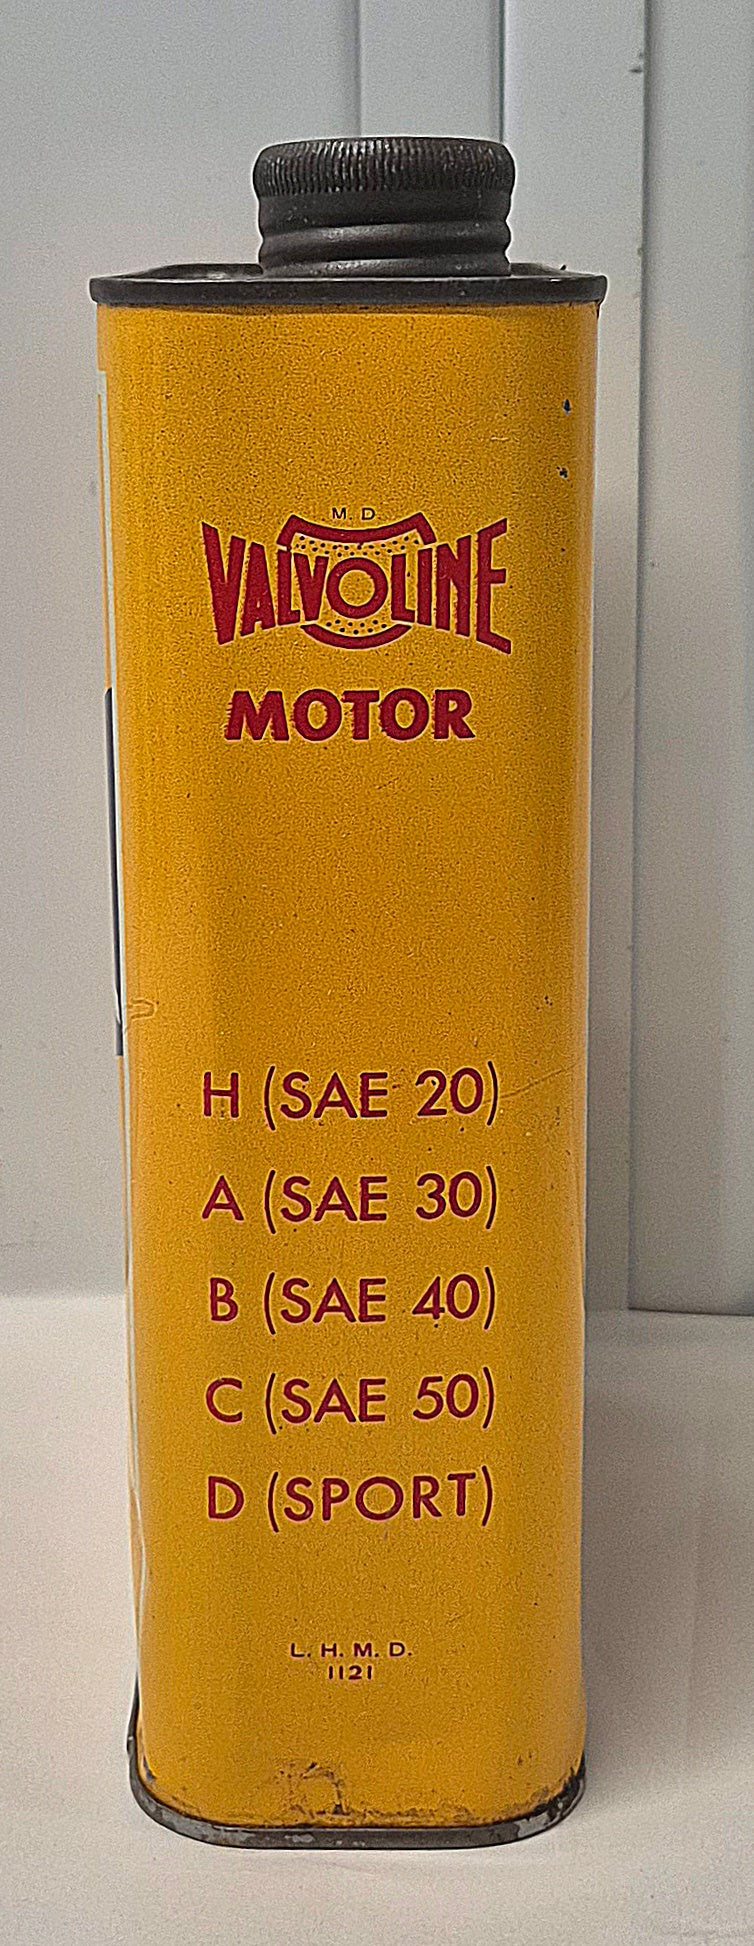 M. D.
VALVOLINE
MOTOR
H (SAE 20)
A (SAE 30)
B (SAE 40)
C (SAE 50)
D (SPORT)
L. H. M. D.
1121